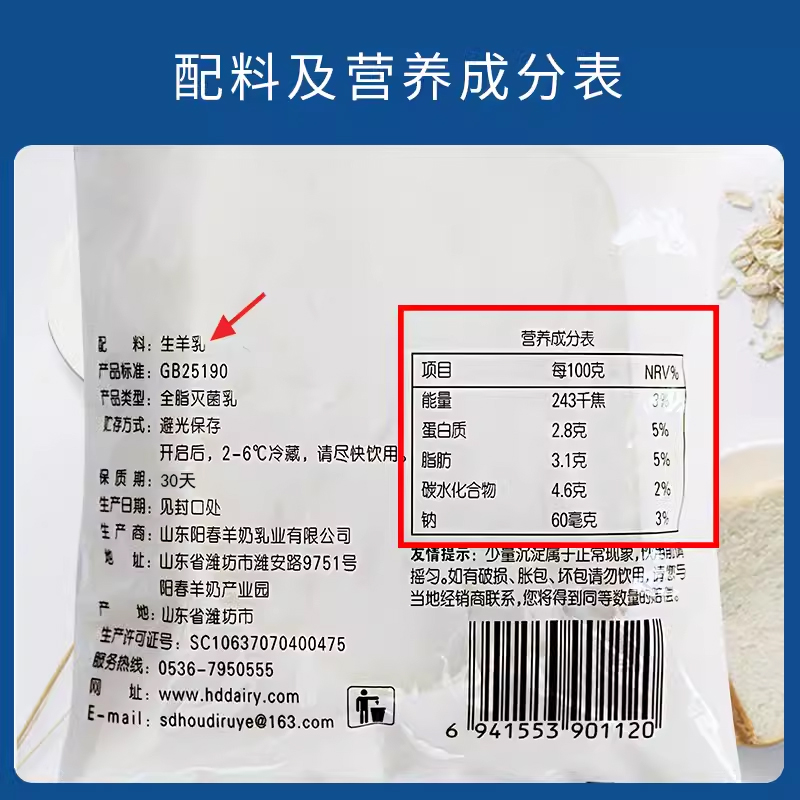 配料及营养成分表
配　料：生羊乳
产品标准：GB25190
产品类型：全脂灭菌乳
贮存方式：避光保存
开启后，2-6℃冷藏，请尽快饮用。
保质期：30天
生产日期：见封口处
生产商：山东阳春羊奶乳业有限公司
地　址：山东省潍坊市潍安路9751号
阳春羊奶产业园
产　地：山东省潍坊市
生产许可证号：SC10637070400475
服务热线：0536-7950555
网　址：www.hddairy.com
E-mail：sdhoudiruye@163.com
营养成分表
项目 每100克 NRV%
能量 243千焦 3%
蛋白质 2.8克 5%
脂肪 3.1克 5%
碳水化合物 4.6克 2%
钠 60毫克 3%
友情提示：少量沉淀属于正常现象，饮用前请
摇匀。如有破损、胀包、坏包请勿饮用，请您与
当地经销商联系，您将得到同等数量的赔偿。
6 941553 901120